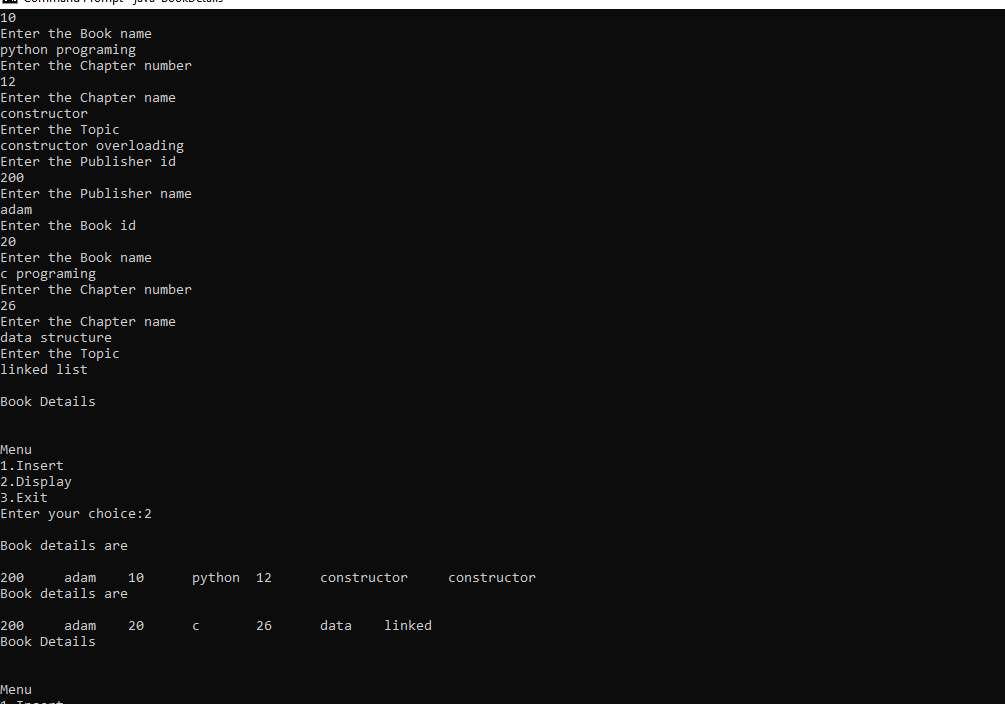 Command Prompt - java BookDetails
10
Enter the Book name
python programing
Enter the Chapter number
12
Enter the Chapter name
constructor
Enter the Topic
constructor overloading
Enter the Publisher id
200
Enter the Publisher name
adam
Enter the Book id
20
Enter the Book name
c programing
Enter the Chapter number
26
Enter the Chapter name
data structure
Enter the Topic
linked list
Book Details
Menu
1.Insert
2.Display
3.Exit
Enter your choice:2
Book details are
200 adam 10 python 12 constructor constructor
Book details are
200 adam 20 c 26 data linked
Book Details
Menu
1.Insert